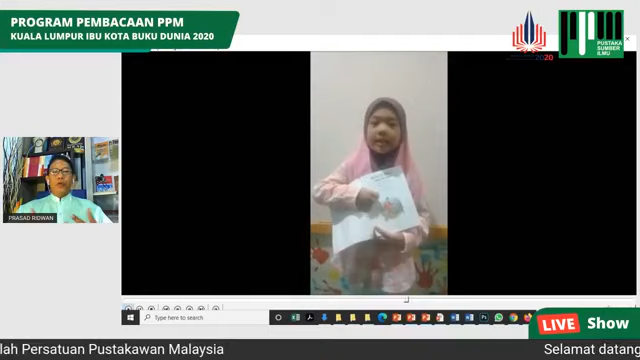 PROGRAM PEMBACAAN PPM
KUALA LUMPUR IBU KOTA BUKU DUNIA 2020
2020
PUSTAKA
SUMBER
ILMU
PRASAD RIDWAN
Type here to search
LIVE Show
lah Persatuan Pustakawan Malaysia
Selamat datang